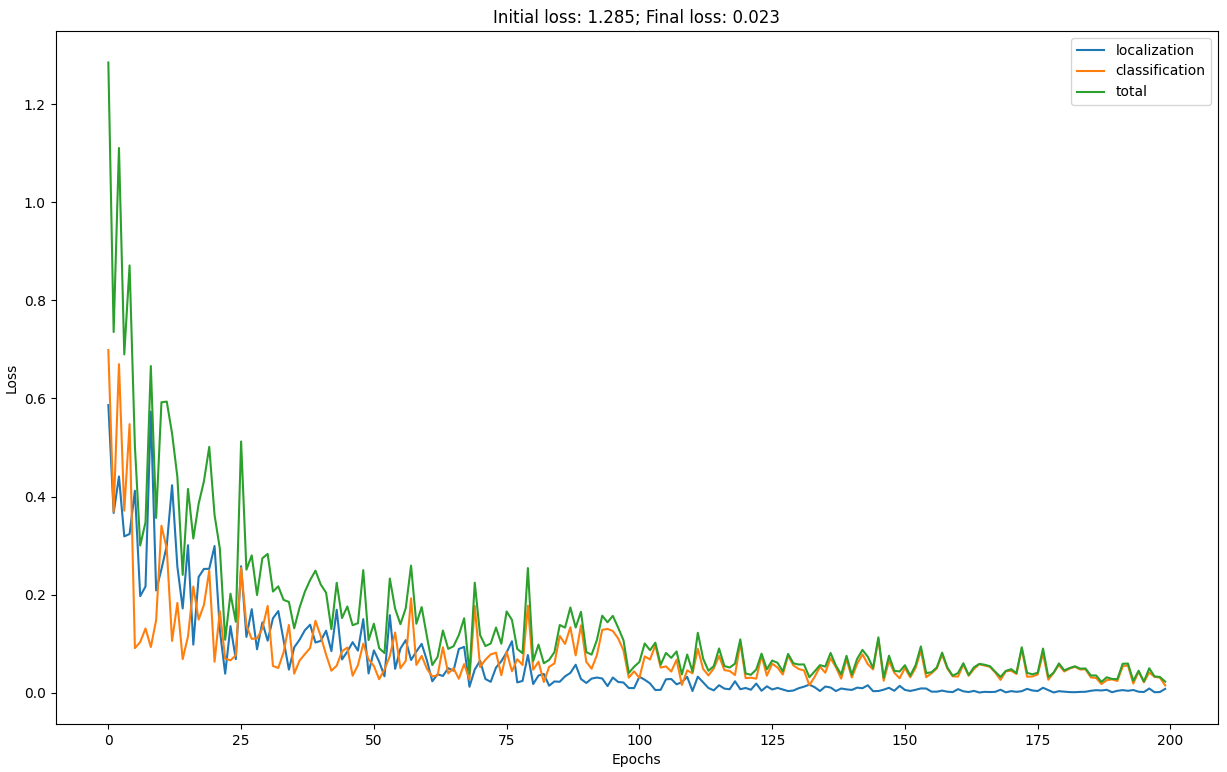 Initial loss: 1.285; Final loss: 0.023
localization
classification
total
1.2
1.0
0.8
0.6
0.4
0.2
0.0
Loss
0 25 50 75 100 125 150 175 200
Epochs